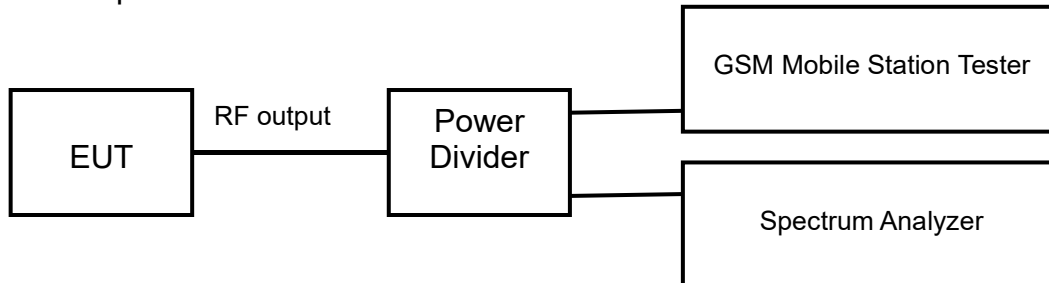 EUT
RF output
Power
Divider
GSM Mobile Station Tester
Spectrum Analyzer